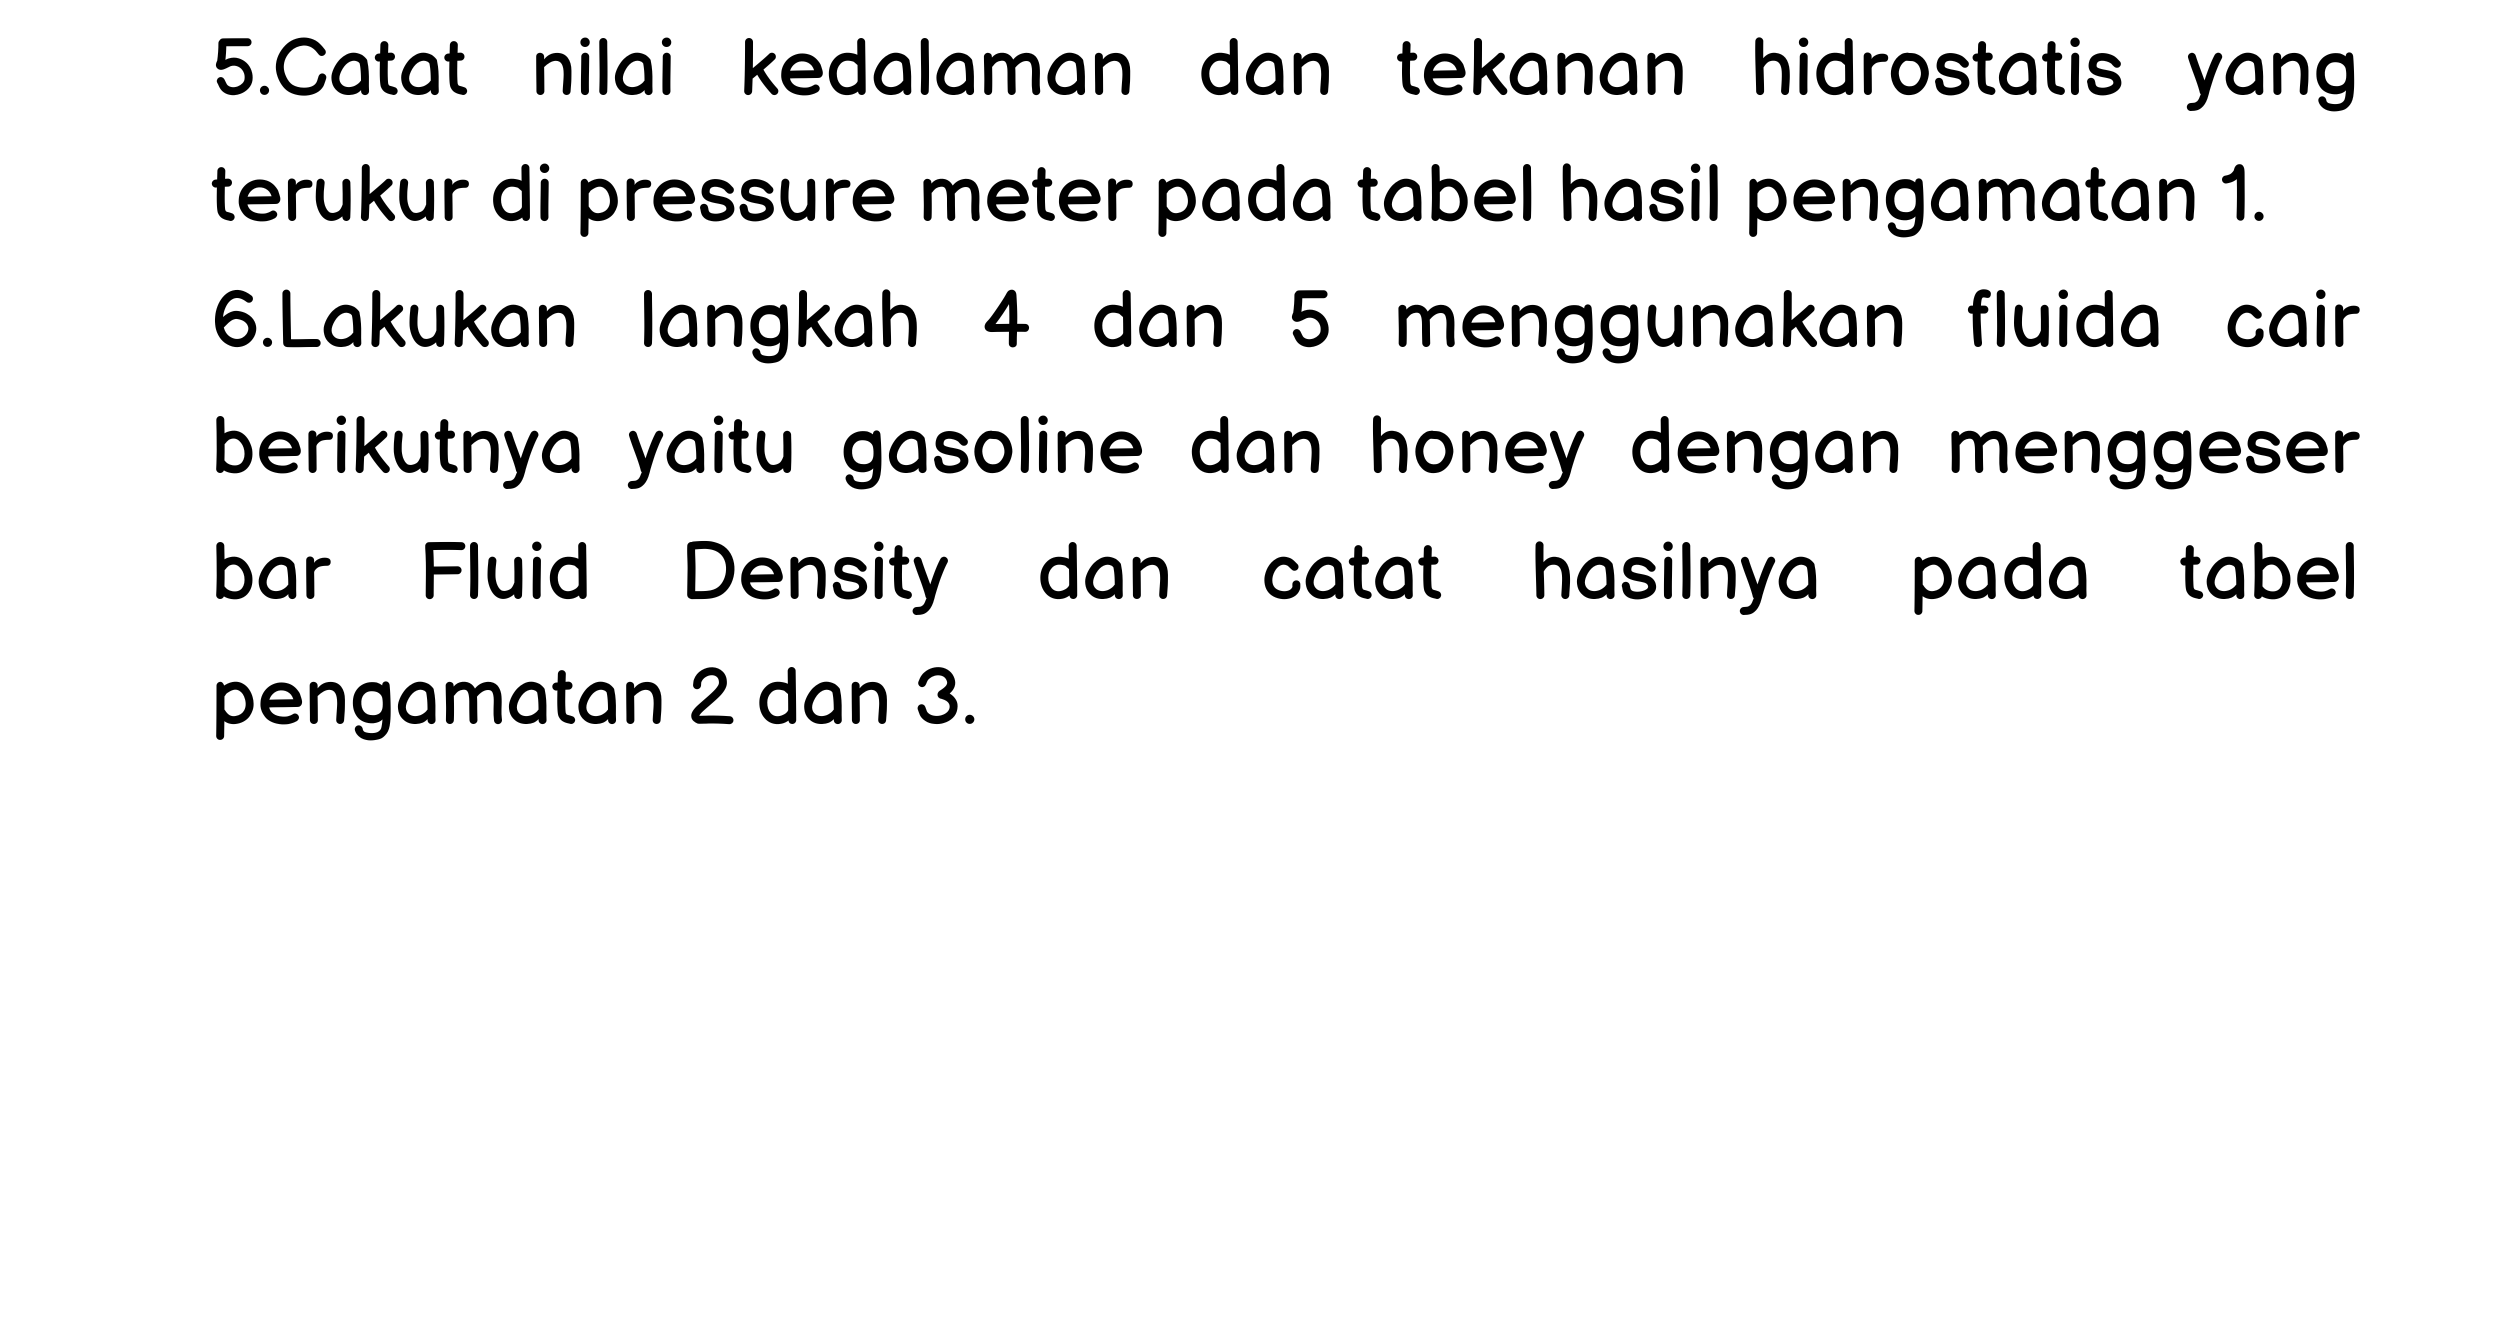 5.Catat nilai kedalaman dan tekanan hidrotatis yang
terukur di pressure meter pada tabel hasil pengamatan 1.
6.Lakukan langkah 4 dan 5 menggunakan fluida cair
berikutnya yaitu gasoline dan honey dengan menggeser
bar Fluid Density dan catat hasilnya pada tabel
pengamatan 2 dan 3.